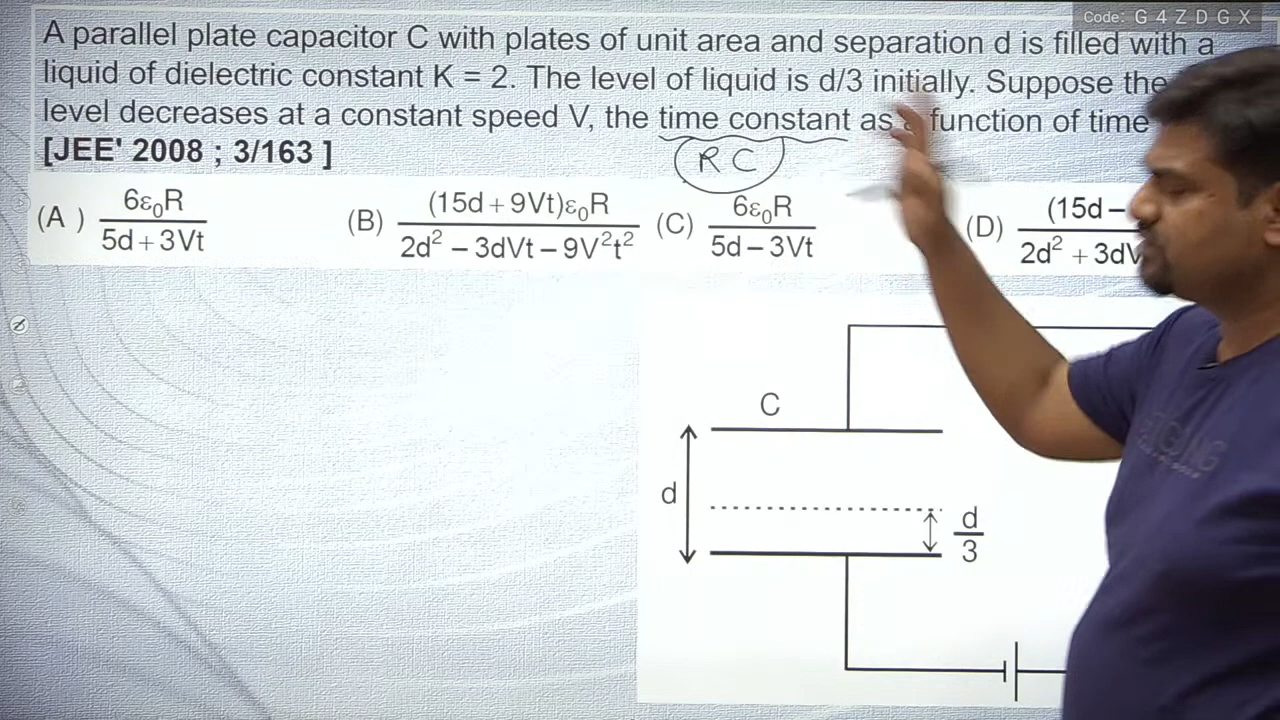 Code: G 4 Z D G X
A parallel plate capacitor C with plates of unit area and separation d is filled with a
liquid of dielectric constant K = 2. The level of liquid is d/3 initially. Suppose the
level decreases at a constant speed V, the time constant as a function of time
[JEE' 2008 ; 3/163 ]
RC
(A ) 6ε₀R / 5d + 3Vt (B) (15d + 9Vt)ε₀R / 2d² – 3dVt – 9V²t² (C) 6ε₀R / 5d – 3Vt (D) (15d – / 2d² + 3dV
C
d
d/3